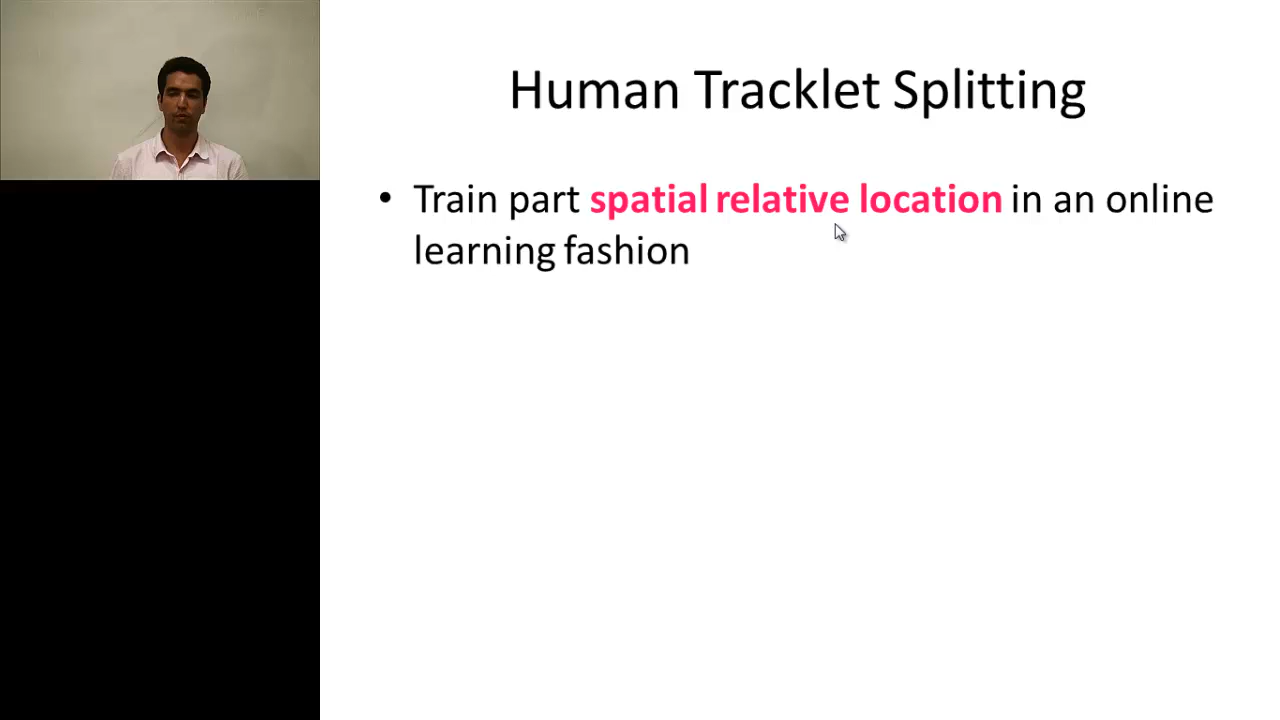 Human Tracklet Splitting
• Train part spatial relative location in an online
learning fashion